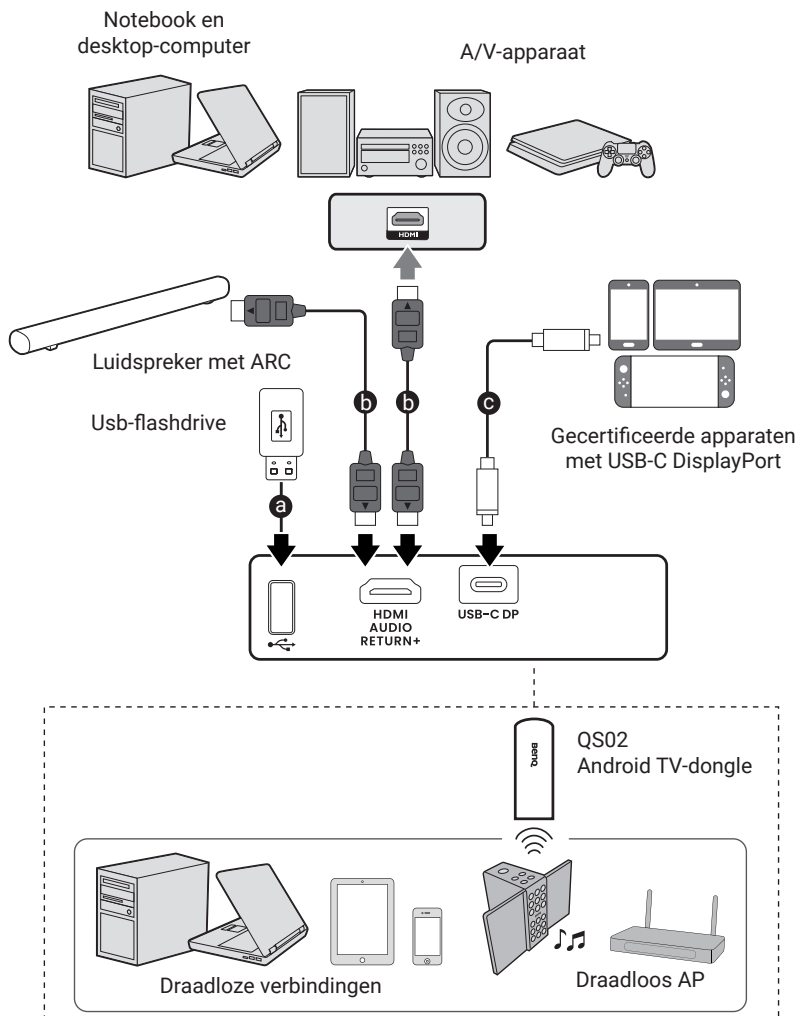 Notebook en
desktop-computer
A/V-apparaat
HDMI
Luidspreker met ARC
Usb-flashdrive
b
b
c
a
Gecertificeerde apparaten
met USB-C DisplayPort
HDMI
AUDIO
RETURN+
USB-C DP
BenQ
QS02
Android TV-dongle
Draadloze verbindingen
Draadloos AP